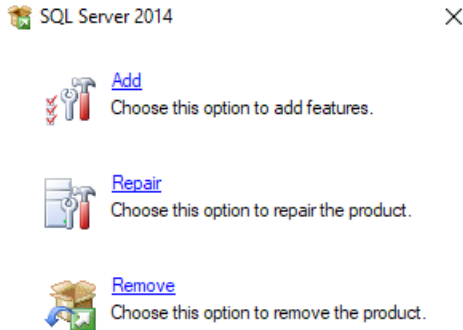 SQL Server 2014
Add
Choose this option to add features.
Repair
Choose this option to repair the product.
Remove
Choose this option to remove the product.